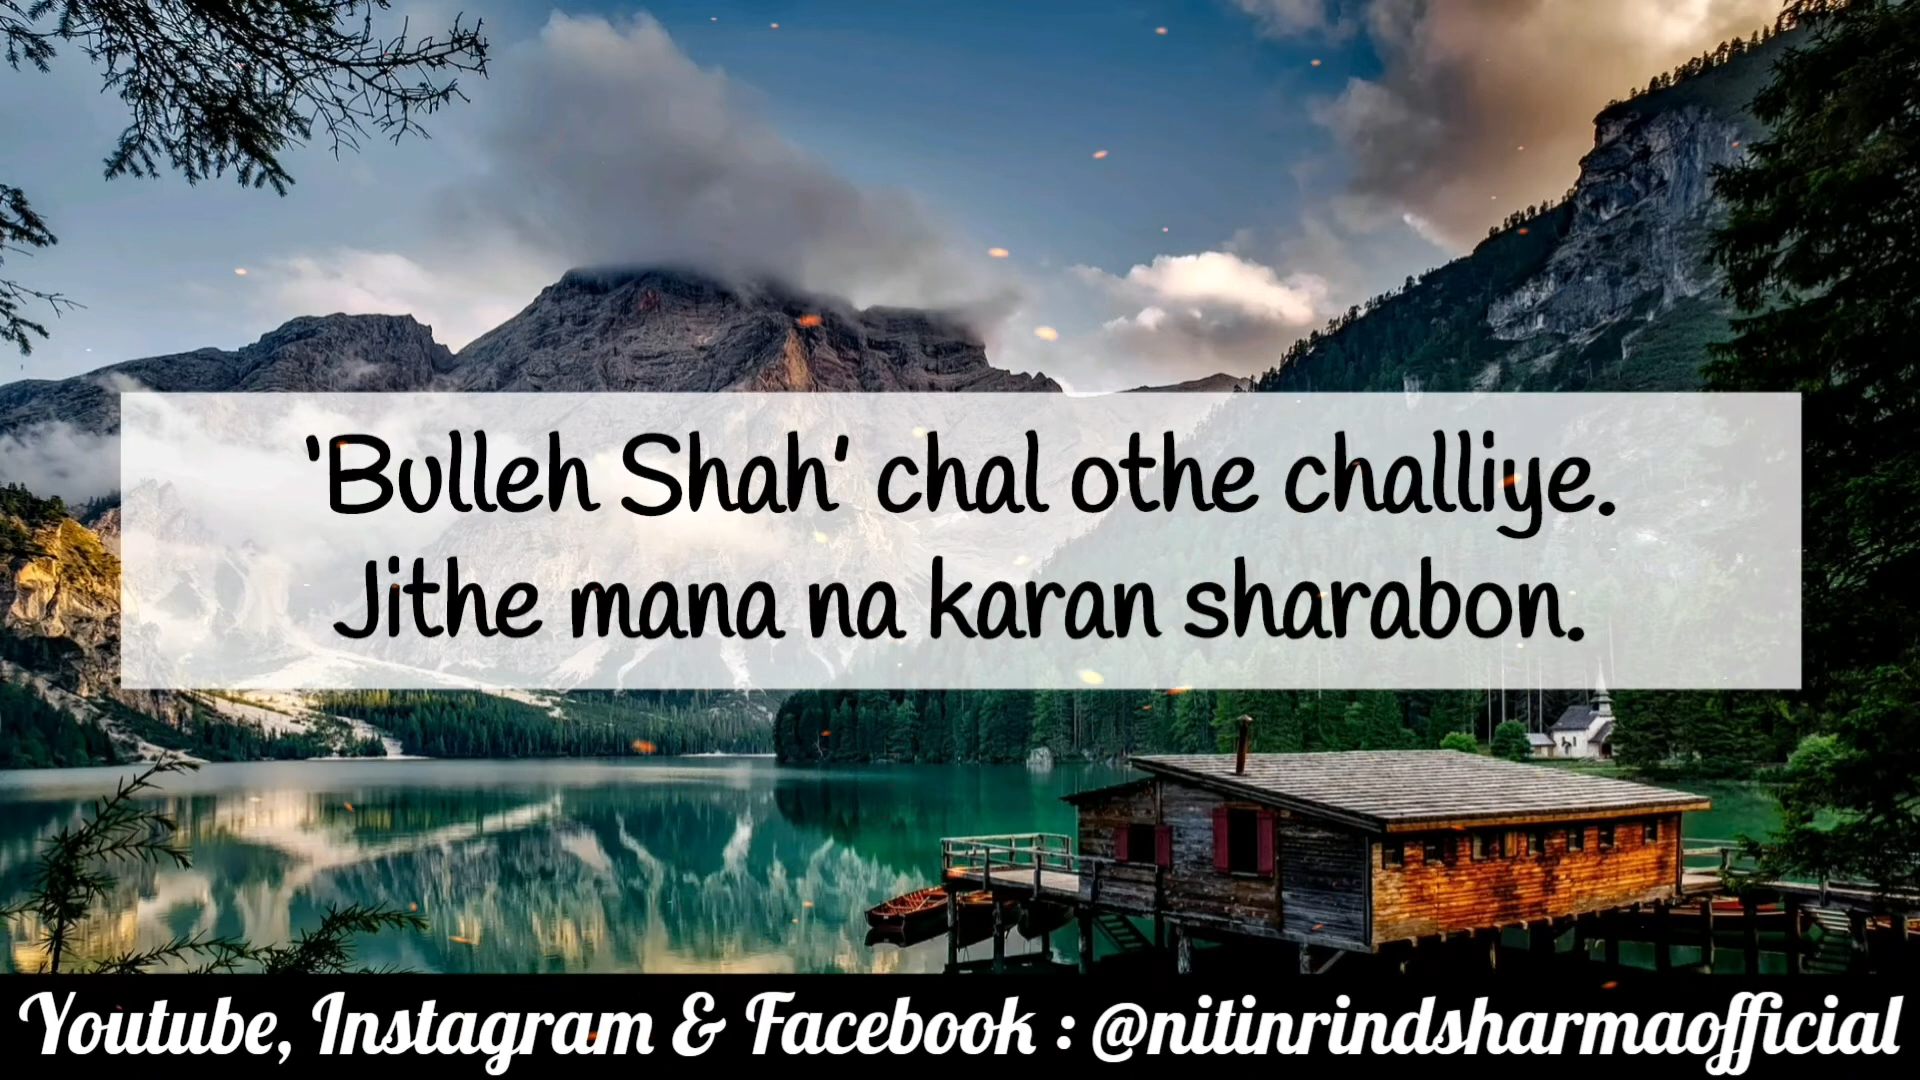 ‘Bulleh Shah’ chal othe challiye.
Jithe mana na karan sharabon.
Youtube, Instagram & Facebook : @nitinrindsharmaofficial